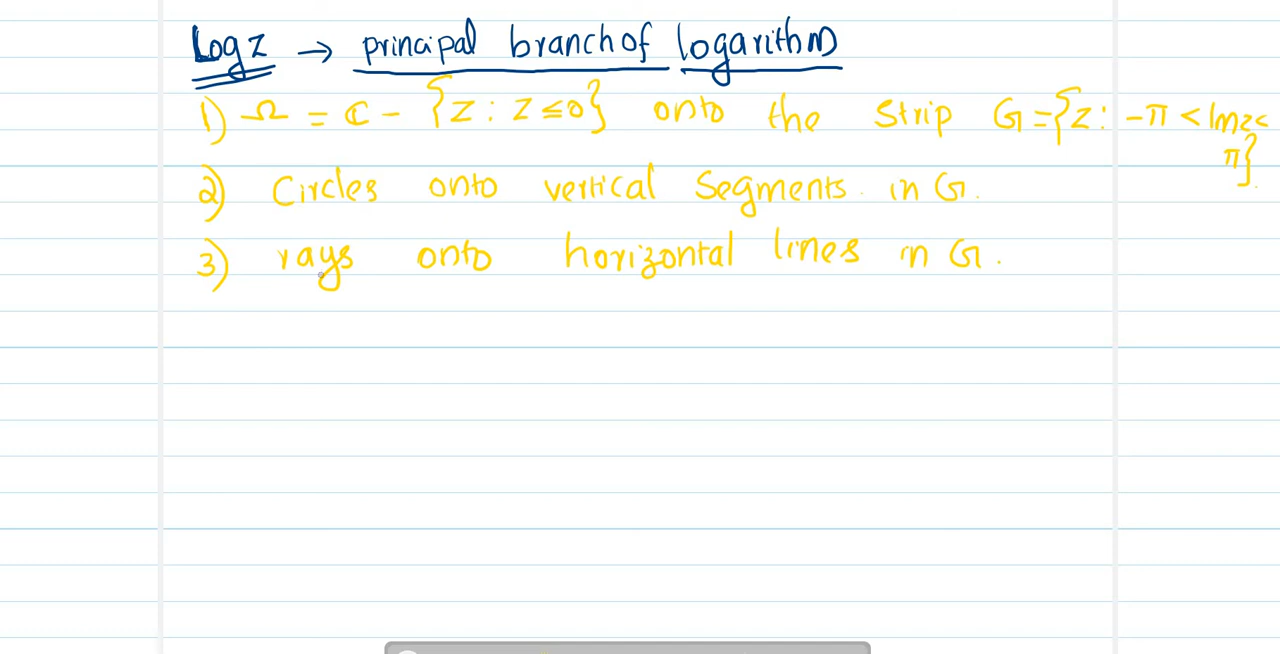 Log z → principal branch of logarithm
1) Ω = ℂ - {z : z ≤ 0} onto the strip G = {z : -π < Im z <
π}.
2) Circles onto vertical segments. in G.
3) rays onto horizontal lines in G.